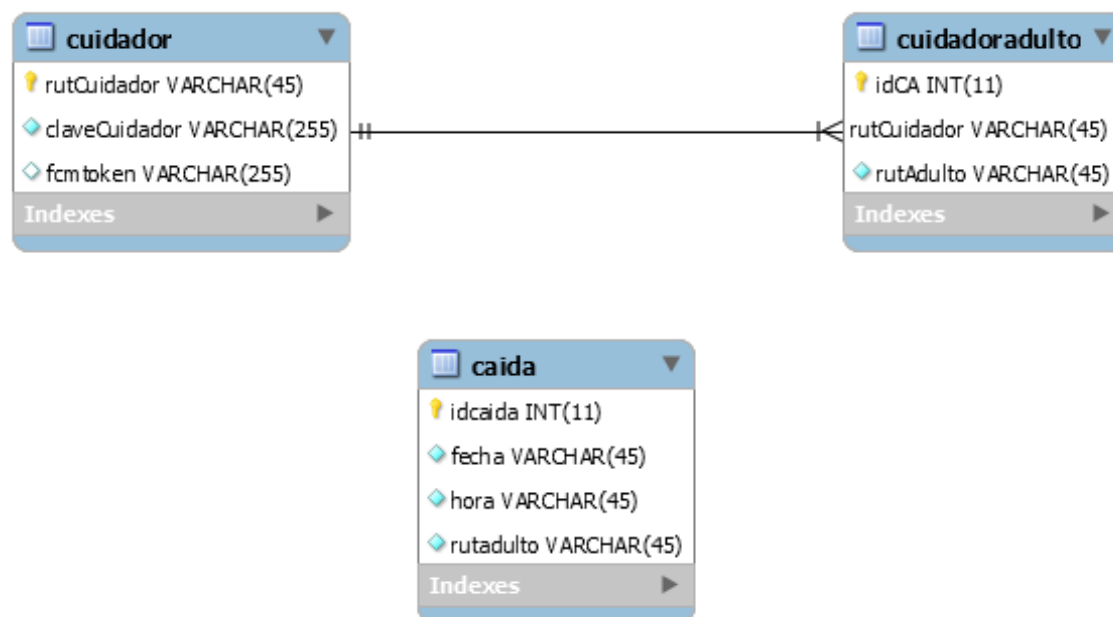 cuidador
rutCuidador VARCHAR(45)
claveCuidador VARCHAR(255)
fcmtoken VARCHAR(255)
Indexes
cuidadoradulto
idCA INT(11)
rutCuidador VARCHAR(45)
rutAdulto VARCHAR(45)
Indexes
caida
idcaida INT(11)
fecha VARCHAR(45)
hora VARCHAR(45)
rutadulto VARCHAR(45)
Indexes